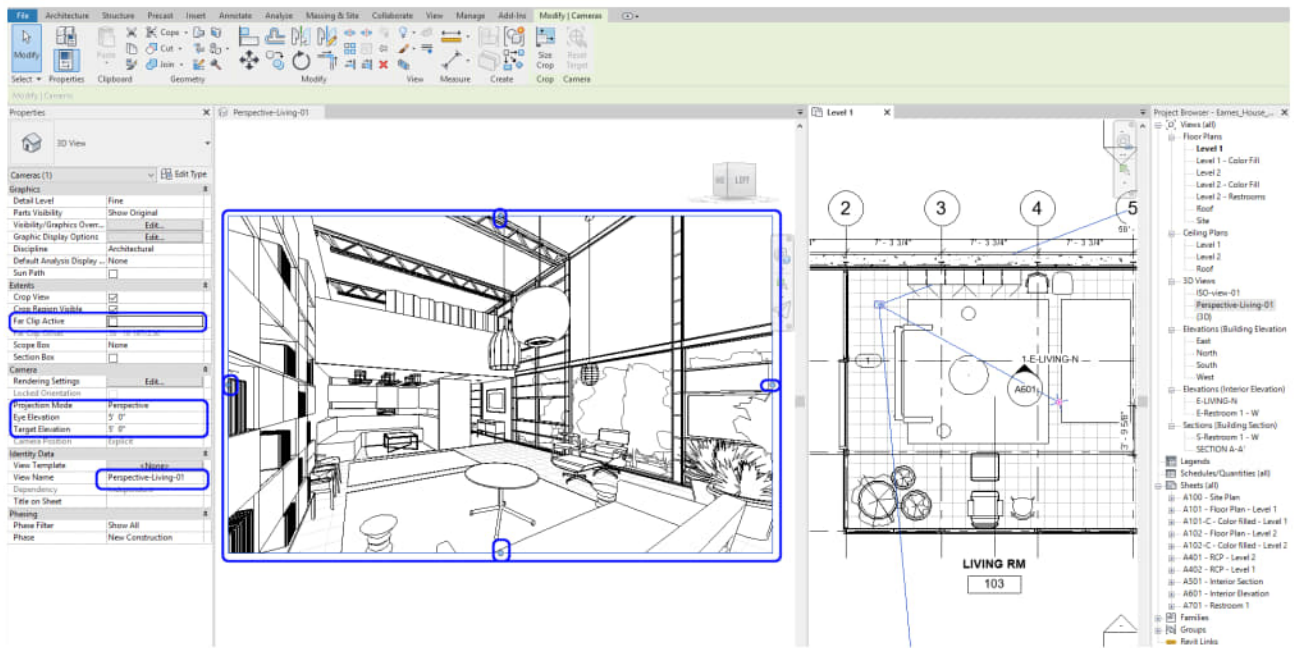 File Architecture Structure Precast Insert Annotate Analyze Massing & Site Collaborate View Manage Add-Ins Modify | Cameras
Modify
Paste
Cope
Cut
Join
Size Crop
Reset Target
Select Properties Clipboard Geometry Modify View Measure Create Crop Camera
Modify | Cameras
Properties
3D View
Cameras (1) Edit Type
Graphics
Detail Level Fine
Parts Visibility Show Original
Visibility/Graphics Overr... Edit...
Graphic Display Options Edit...
Discipline Architectural
Default Analysis Display ... None
Sun Path
Extents
Crop View
Crop Region Visible
Far Clip Active
Scope Box None
Section Box
Camera
Rendering Settings Edit...
Locked Orientation
Projection Mode Perspective
Eye Elevation 5' 0"
Target Elevation 5' 0"
Camera Position Explicit
Identity Data
View Template <None>
View Name Perspective-Living-01
Dependency Independent
Title on Sheet
Phasing
Phase Filter Show All
Phase New Construction
Perspective-Living-01
LEFT
Level 1
2 3 4 5
7' - 3 3/4" 7' - 3 3/4" 7' - 3 3/4"
1
1-E-LIVING-N
A601
3' - 9 5/8"
LIVING RM
103
Project Browser - Eames_House_...
Views (all)
Floor Plans
Level 1
Level 1 - Color Fill
Level 2
Level 2 - Color Fill
Level 2 - Restrooms
Roof
Site
Ceiling Plans
Level 1
Level 2
Roof
3D Views
ISO-view-01
Perspective-Living-01
{3D}
Elevations (Building Elevation
East
North
South
West
Elevations (Interior Elevation)
E-LIVING-N
E-Restroom 1 - W
Sections (Building Section)
S-Restroom 1 - W
SECTION A-A'
Legends
Schedules/Quantities (all)
Sheets (all)
A100 - Site Plan
A101 - Floor Plan - Level 1
A101-C - Color filled - Level 1
A102 - Floor Plan - Level 2
A102-C - Color filled - Level 2
A401 - RCP - Level 2
A402 - RCP - Level 1
A501 - Interior Section
A601 - Interior Elevation
A701 - Restroom 1
Families
Groups
Revit Links